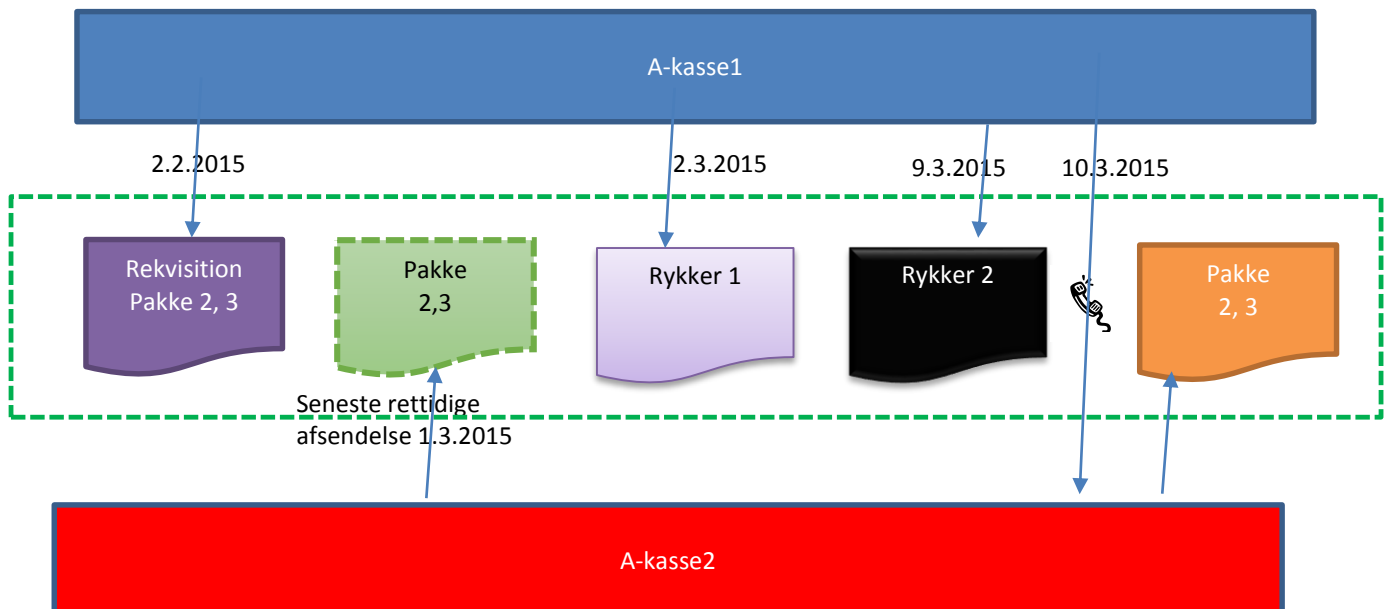 A-kasse1
2.2.2015
2.3.2015
9.3.2015
10.3.2015
Rekvisition
Pakke 2, 3
Pakke
2,3
Rykker 1
Rykker 2
Pakke
2, 3
Seneste rettidige
afsendelse 1.3.2015
A-kasse2